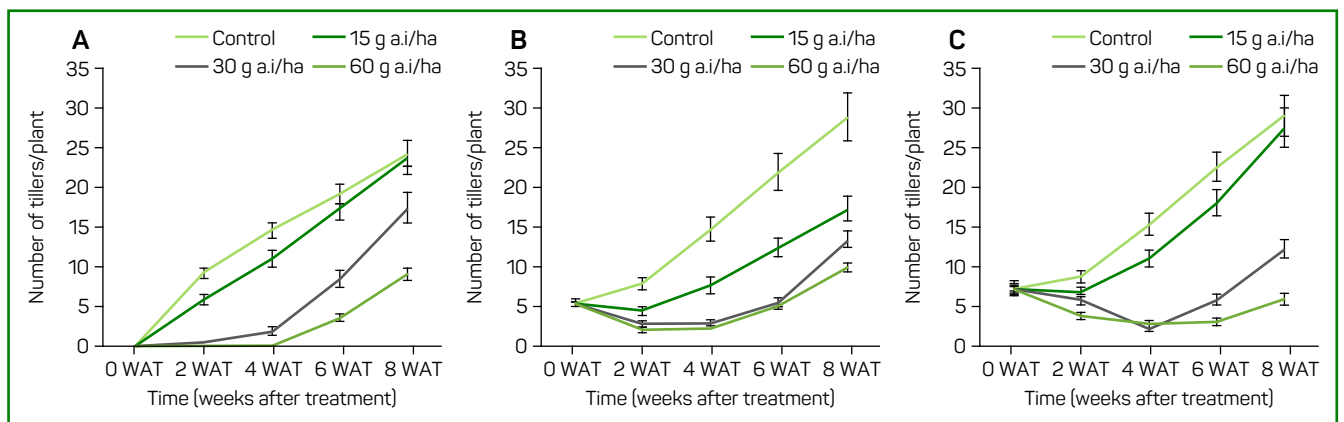 A
Control
15 g a.i/ha
30 g a.i/ha
60 g a.i/ha
Number of tillers/plant
35
30
25
20
15
10
5
0
0 WAT 2 WAT 4 WAT 6 WAT 8 WAT
Time (weeks after treatment)
B
Control
15 g a.i/ha
30 g a.i/ha
60 g a.i/ha
Number of tillers/plant
35
30
25
20
15
10
5
0
0 WAT 2 WAT 4 WAT 6 WAT 8 WAT
Time (weeks after treatment)
C
Control
15 g a.i/ha
30 g a.i/ha
60 g a.i/ha
Number of tillers/plant
35
30
25
20
15
10
5
0
0 WAT 2 WAT 4 WAT 6 WAT 8 WAT
Time (weeks after treatment)